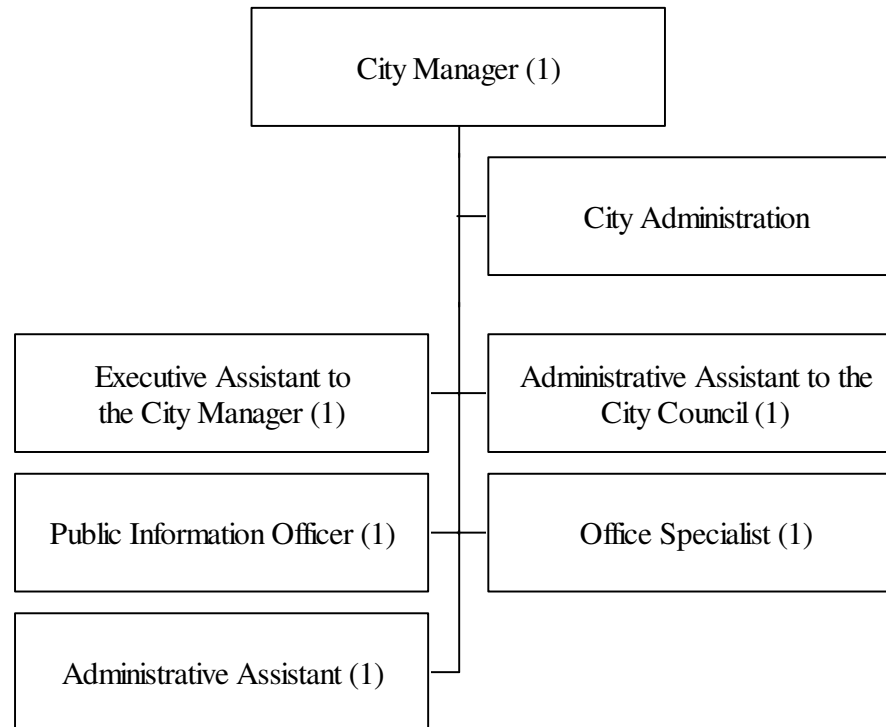 City Manager (1)
City Administration
Executive Assistant to
the City Manager (1)
Administrative Assistant to the
City Council (1)
Public Information Officer (1)
Office Specialist (1)
Administrative Assistant (1)